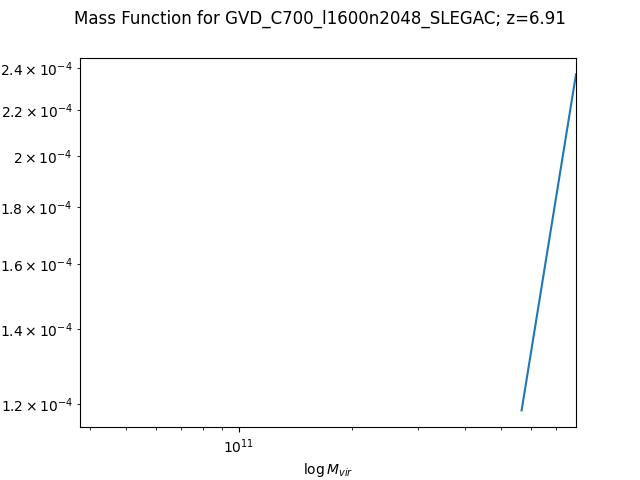 Mass Function for GVD_C700_l1600n2048_SLEGAC; z=6.91
2.4 × 10⁻⁴
2.2 × 10⁻⁴
2 × 10⁻⁴
1.8 × 10⁻⁴
1.6 × 10⁻⁴
1.4 × 10⁻⁴
1.2 × 10⁻⁴
10¹¹
log M_vir